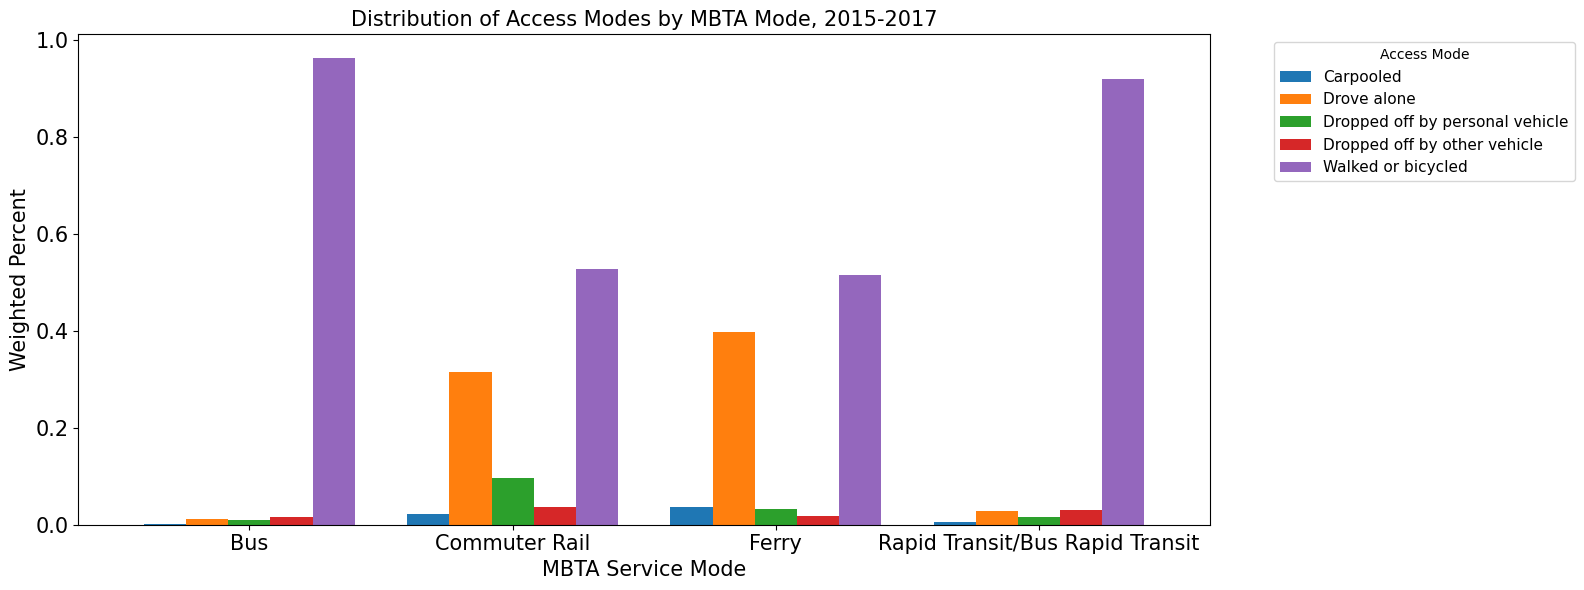 Distribution of Access Modes by MBTA Mode, 2015-2017
Weighted Percent
1.0
0.8
0.6
0.4
0.2
0.0
Bus
Commuter Rail
Ferry
Rapid Transit/Bus Rapid Transit
MBTA Service Mode
Access Mode
Carpooled
Drove alone
Dropped off by personal vehicle
Dropped off by other vehicle
Walked or bicycled